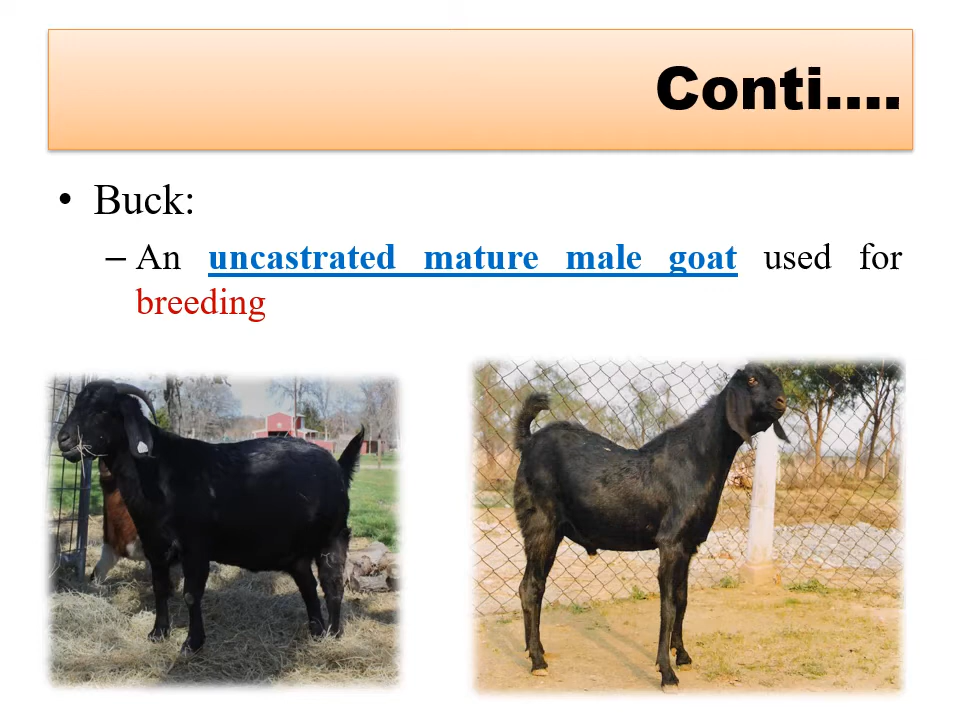 Conti....
• Buck:
– An uncastrated mature male goat used for
breeding